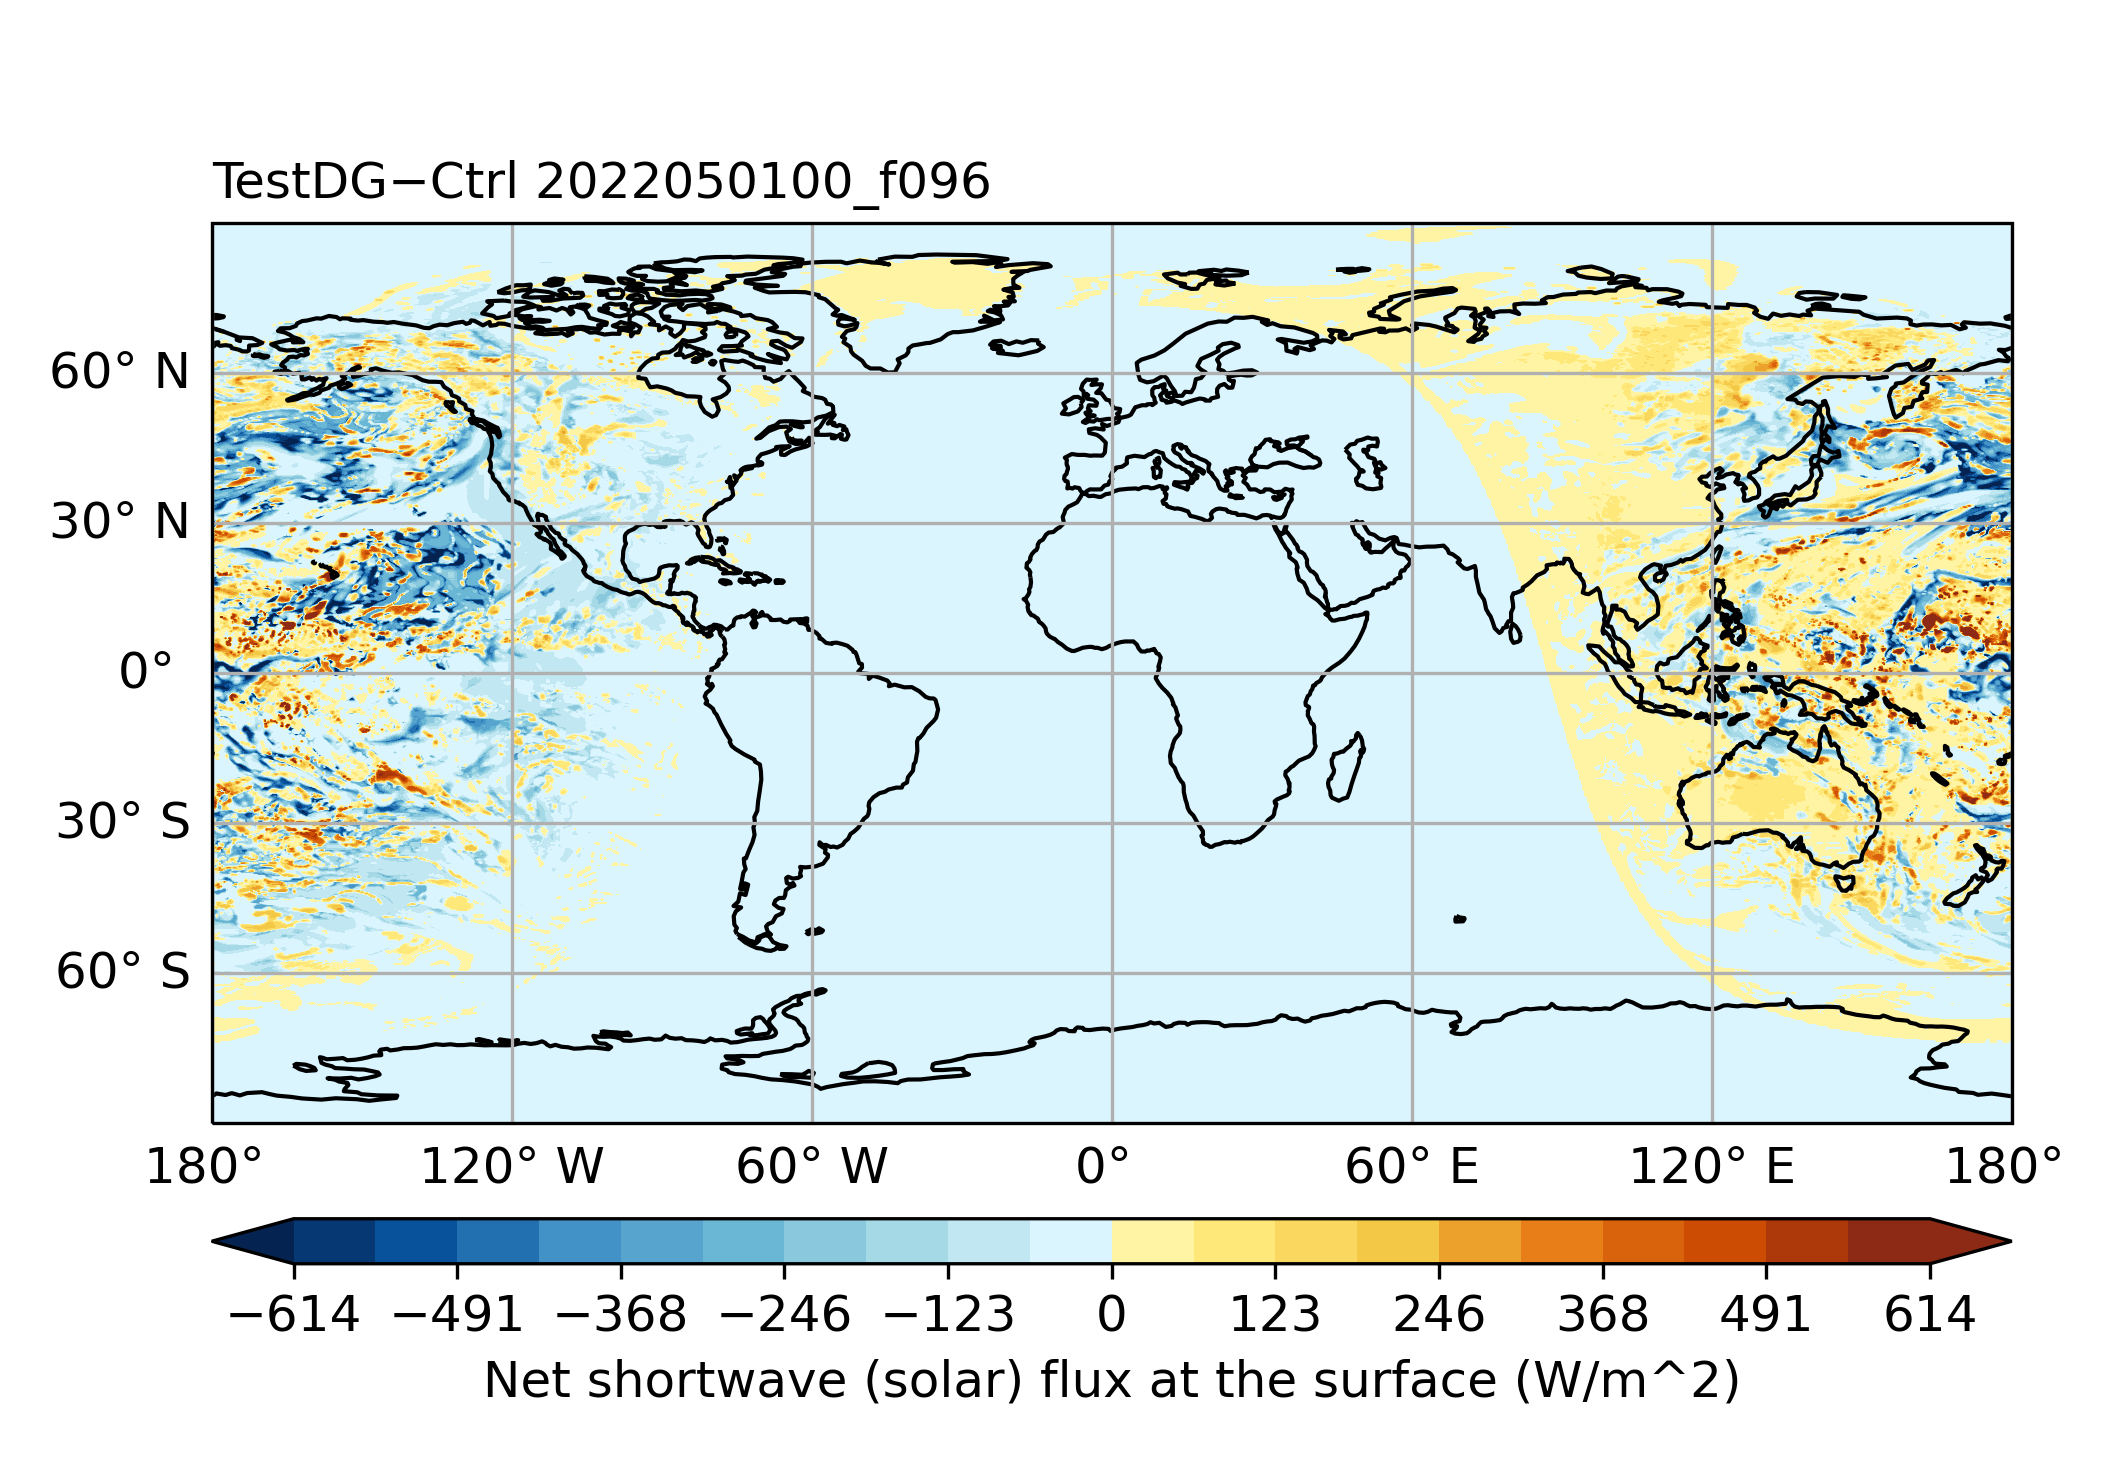 TestDG−Ctrl 2022050100_f096
60° N
30° N
0°
30° S
60° S
180° 120° W 60° W 0° 60° E 120° E 180°
−614 −491 −368 −246 −123 0 123 246 368 491 614
Net shortwave (solar) flux at the surface (W/m^2)